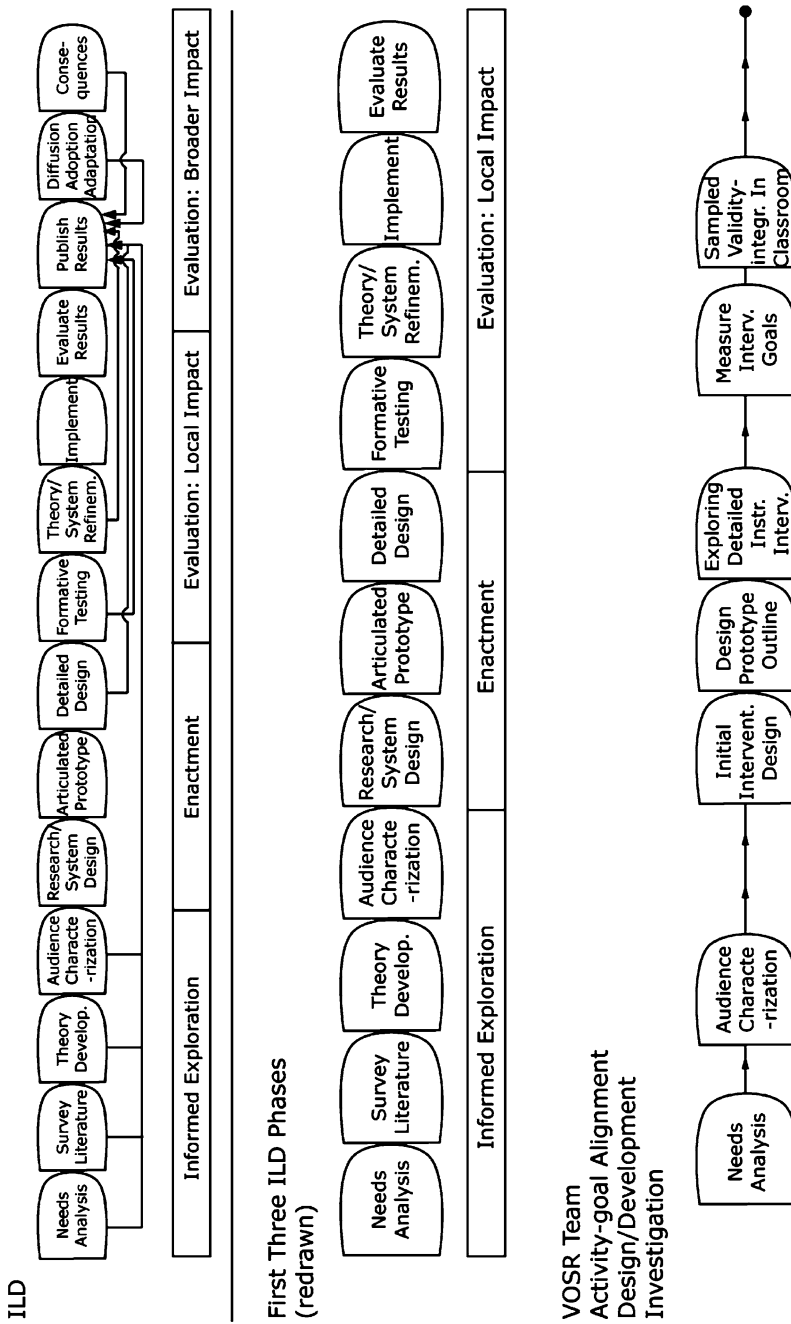 ILD
Needs
Analysis
Survey
Literature
Theory
Develop.
Audience
Characte
-rization
Research/
System
Design
Articulated
Prototype
Detailed
Design
Formative
Testing
Theory/
System
Refinem.
Implement
Evaluate
Results
Publish
Results
Diffusion
Adoption
Adaptation
Conse-
quences
Informed Exploration
Enactment
Evaluation: Local Impact
Evaluation: Broader Impact
First Three ILD Phases
(redrawn)
Needs
Analysis
Survey
Literature
Theory
Develop.
Audience
Characte
-rization
Research/
System
Design
Articulated
Prototype
Detailed
Design
Formative
Testing
Theory/
System
Refinem.
Implement
Evaluate
Results
Informed Exploration
Enactment
Evaluation: Local Impact
VOSR Team
Activity-goal Alignment
Design/Development
Investigation
Needs
Analysis
Audience
Characte
-rization
Initial
Intervent.
Design
Design
Prototype
Outline
Exploring
Detailed
Instr.
Interv.
Measure
Interv.
Goals
Sampled
Validity-
integr. In
Classroom